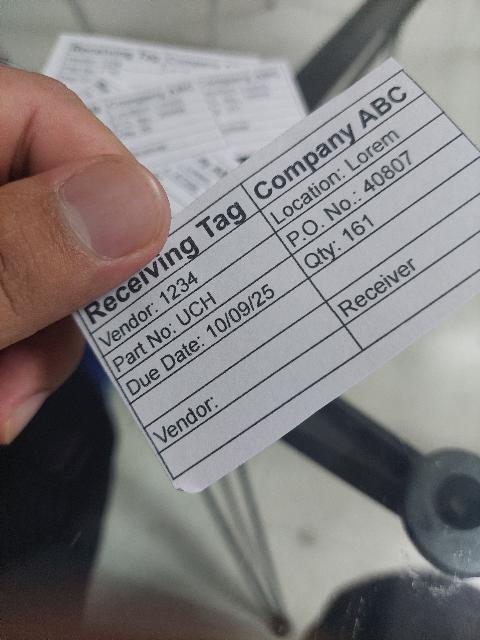 Receiving Tag Company ABC
Vendor: 1234 Location: Lorem
Part No: UCH P.O. No.: 40807
Due Date: 10/09/25 Qty: 161
Vendor: Receiver
Receiving Tag
Company ABC